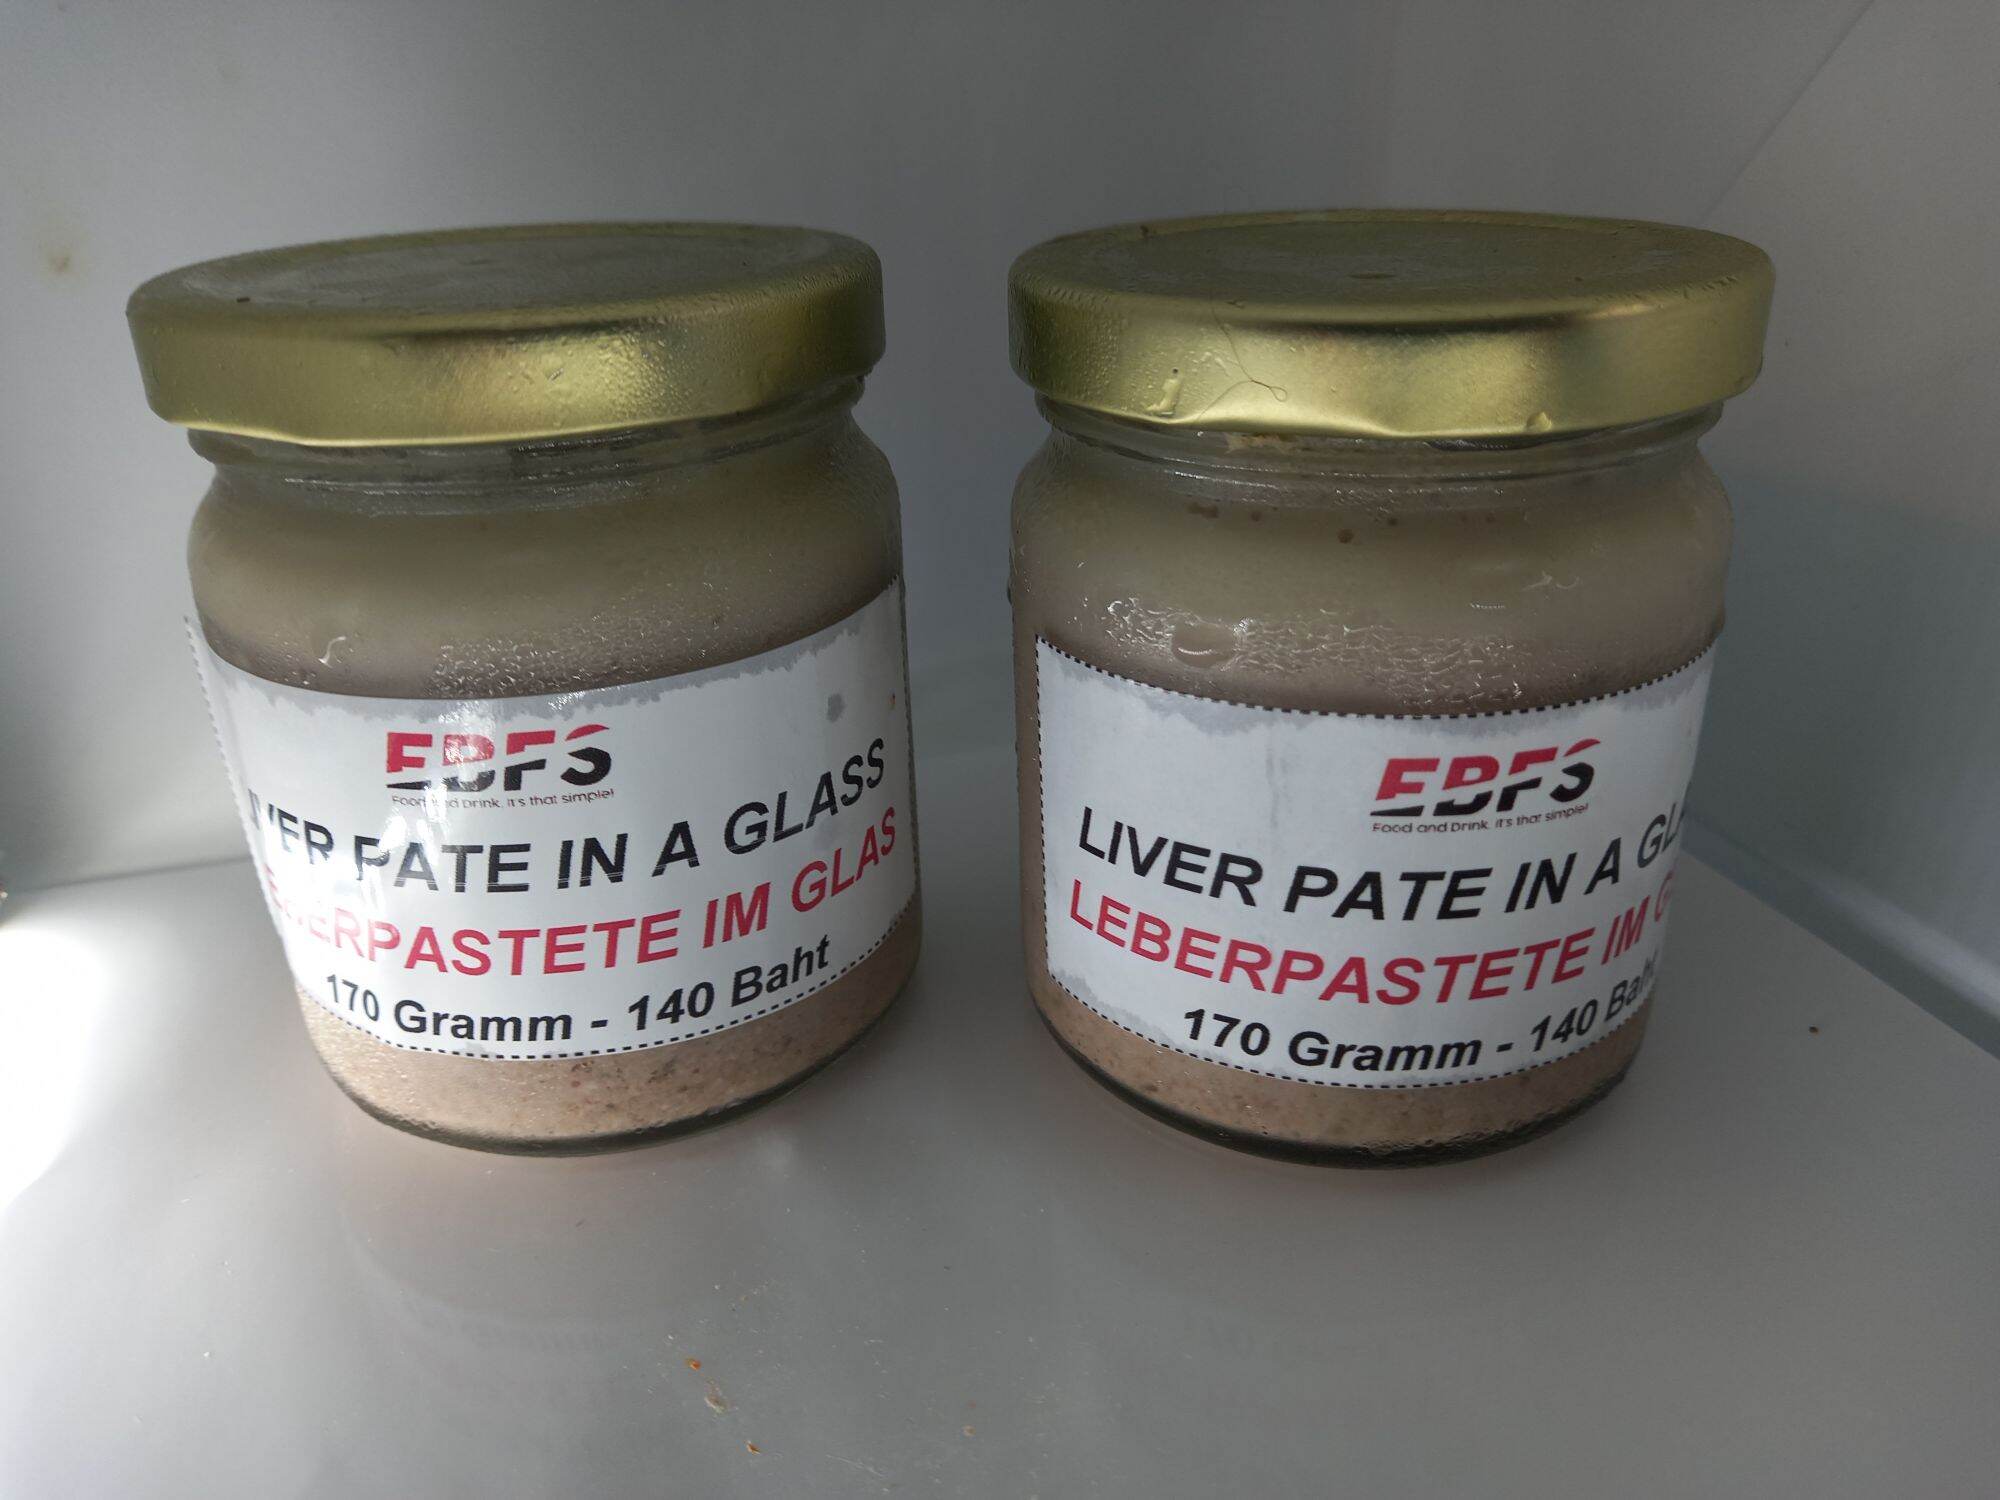 EBFS
Food and Drink. It's that simple!
LIVER PATE IN A GLASS
LEBERPASTETE IM GLAS
170 Gramm - 140 Baht
EBFS
Food and Drink. It's that simple!
LIVER PATE IN A
LEBERPASTETE IM
170 Gramm - 140 Baht